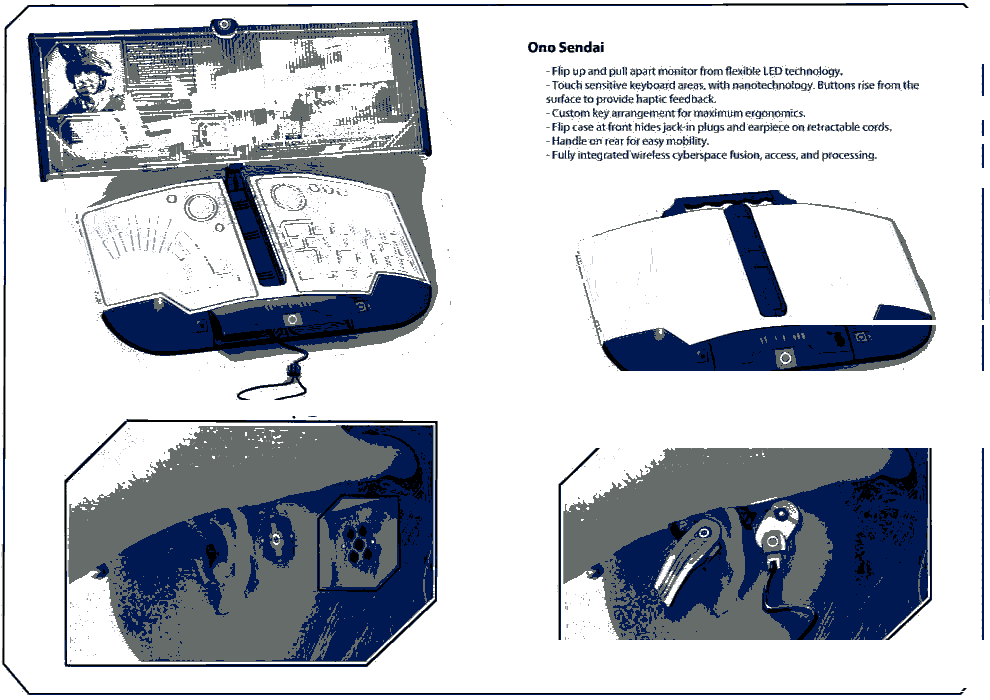 Ono Sendai
- Flip up and pull apart monitor from flexible LED technology.
- Touch sensitive keyboard areas, with nanotechnology. Buttons rise from the
surface to provide haptic feedback.
- Custom key arrangement for maximum ergonomics.
- Flip case at front hides jack-in plugs and earpiece on retractable cords.
- Handle on rear for easy mobility.
- Fully integrated wireless cyberspace fusion, access, and processing.